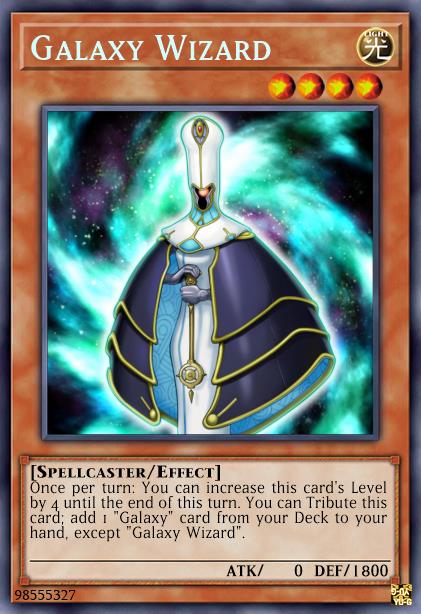 GALAXY WIZARD
LIGHT
光
[SPELLCASTER/EFFECT]
Once per turn: You can increase this card's Level
by 4 until the end of this turn. You can Tribute this
card; add 1 "Galaxy" card from your Deck to your
hand, except "Galaxy Wizard".
ATK/ 0 DEF/1800
98555327